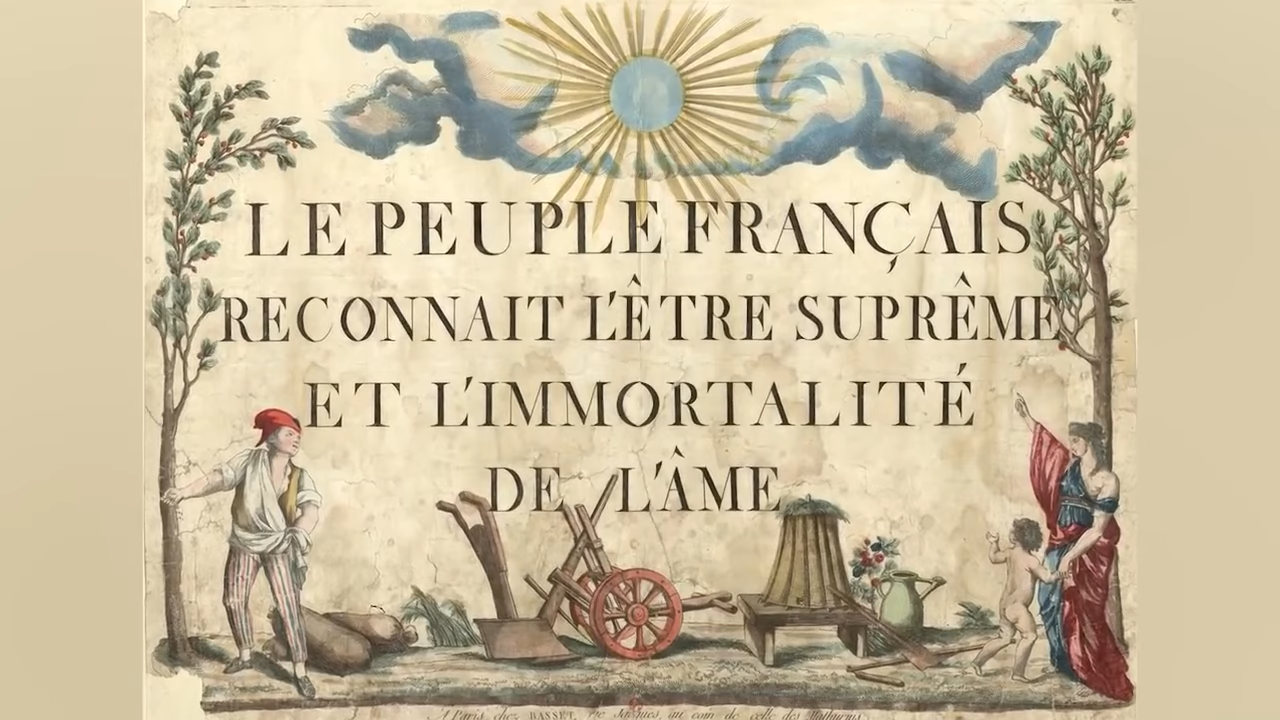 LE PEUPLE FRANÇAIS
RECONNAIT L'ÊTRE SUPRÊME
ET L'IMMORTALITÉ
DE L'ÂME
A Paris chez BASSET, Rue St Jacques, au coin de celle des Mathurins